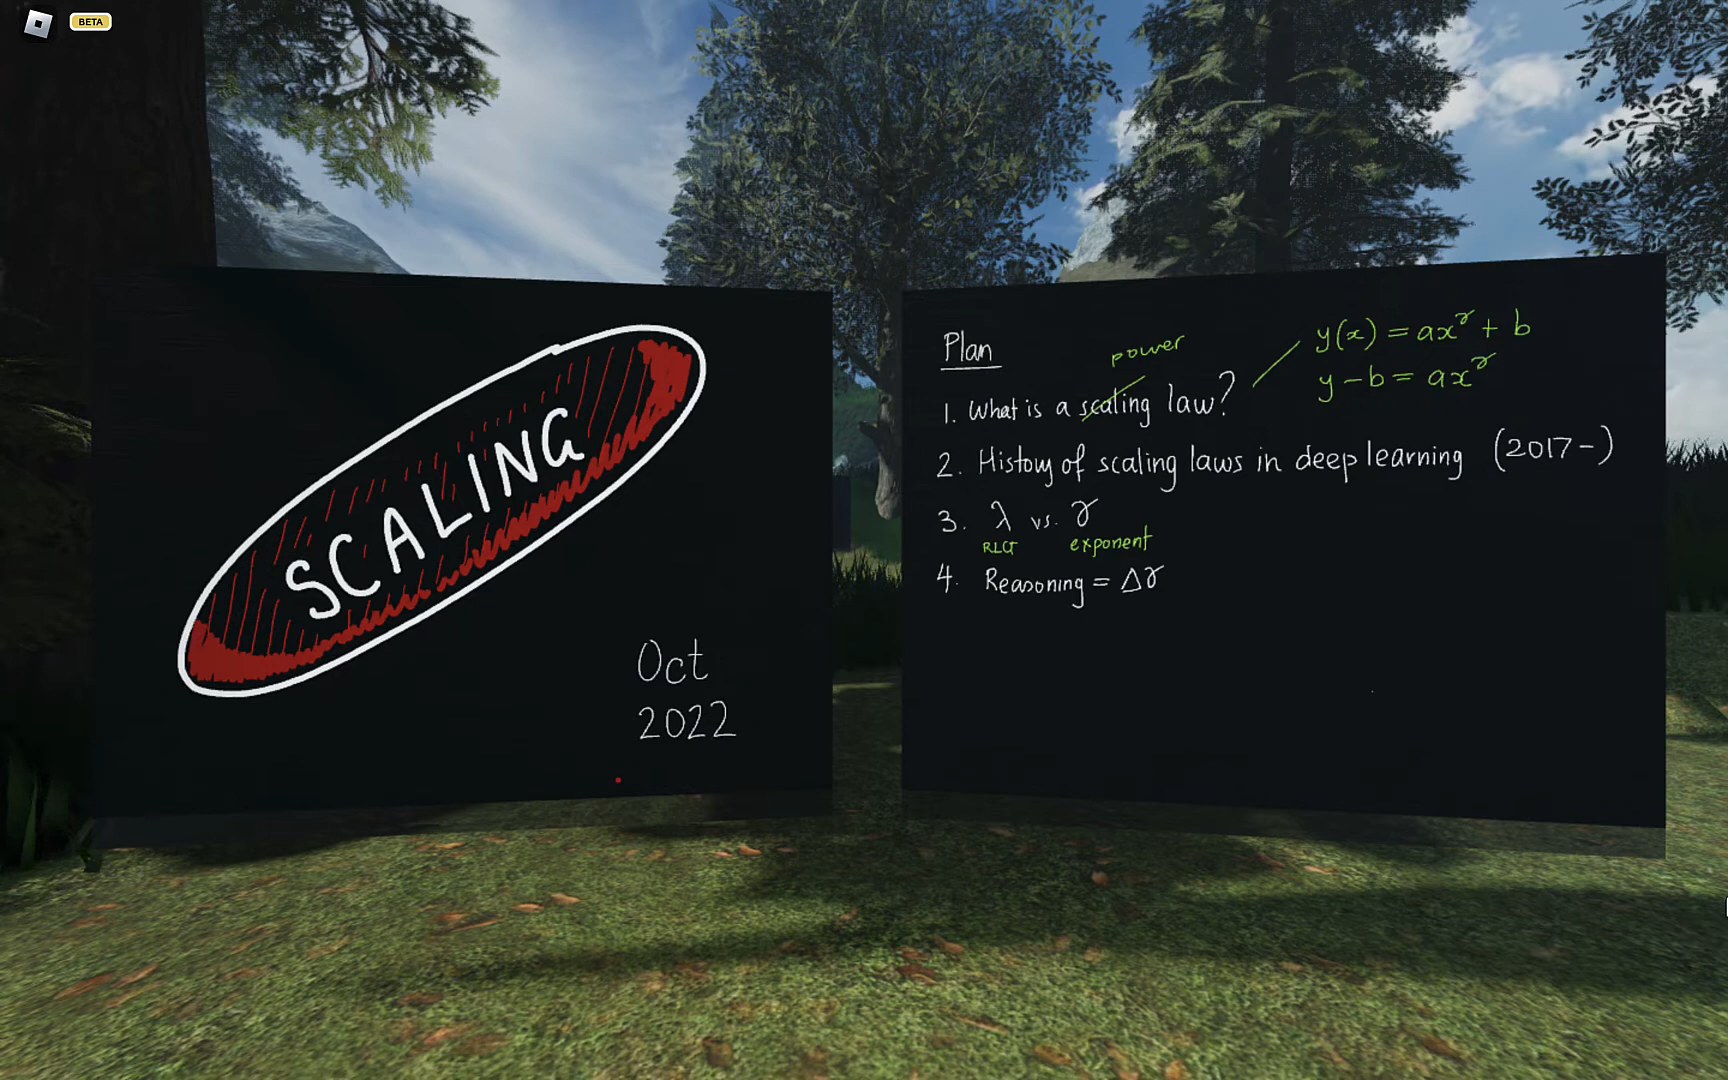 BETA
SCALING
Oct
2022
Plan
power
1. What is a scaling law?
y(x) = ax^γ + b
y - b = ax^γ
2. History of scaling laws in deep learning (2017-)
3. λ vs. γ
RLCT exponent
4. Reasoning = Δγ